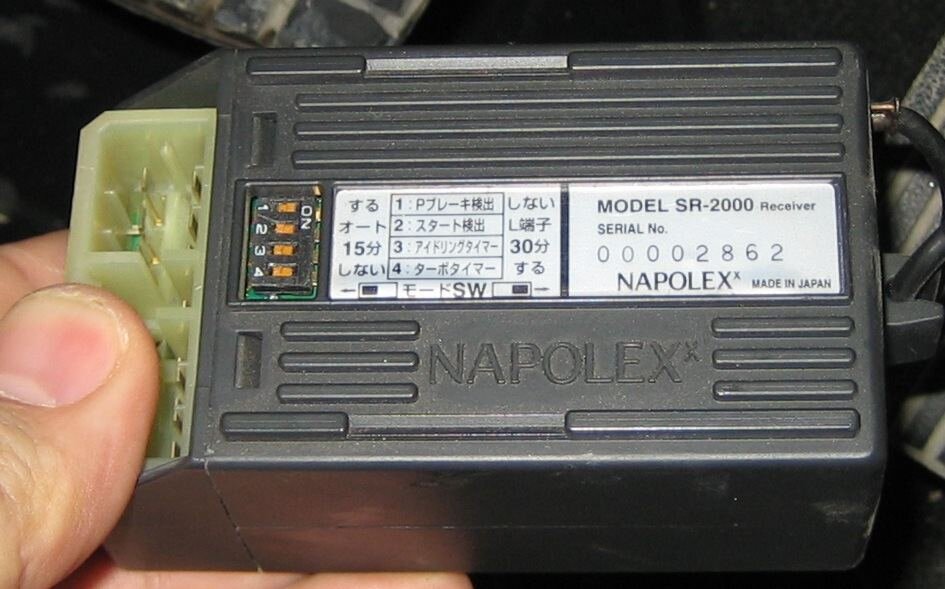 ON
1
2
3
4
する 1：Pブレーキ検出 しない
オート 2：スタート検出 L端子
15分 3：アイドリングタイマー 30分
しない 4：ターボタイマー する
← モードSW →
MODEL SR-2000 Receiver
SERIAL No.
00002862
NAPOLEX MADE IN JAPAN
NAPOLEX